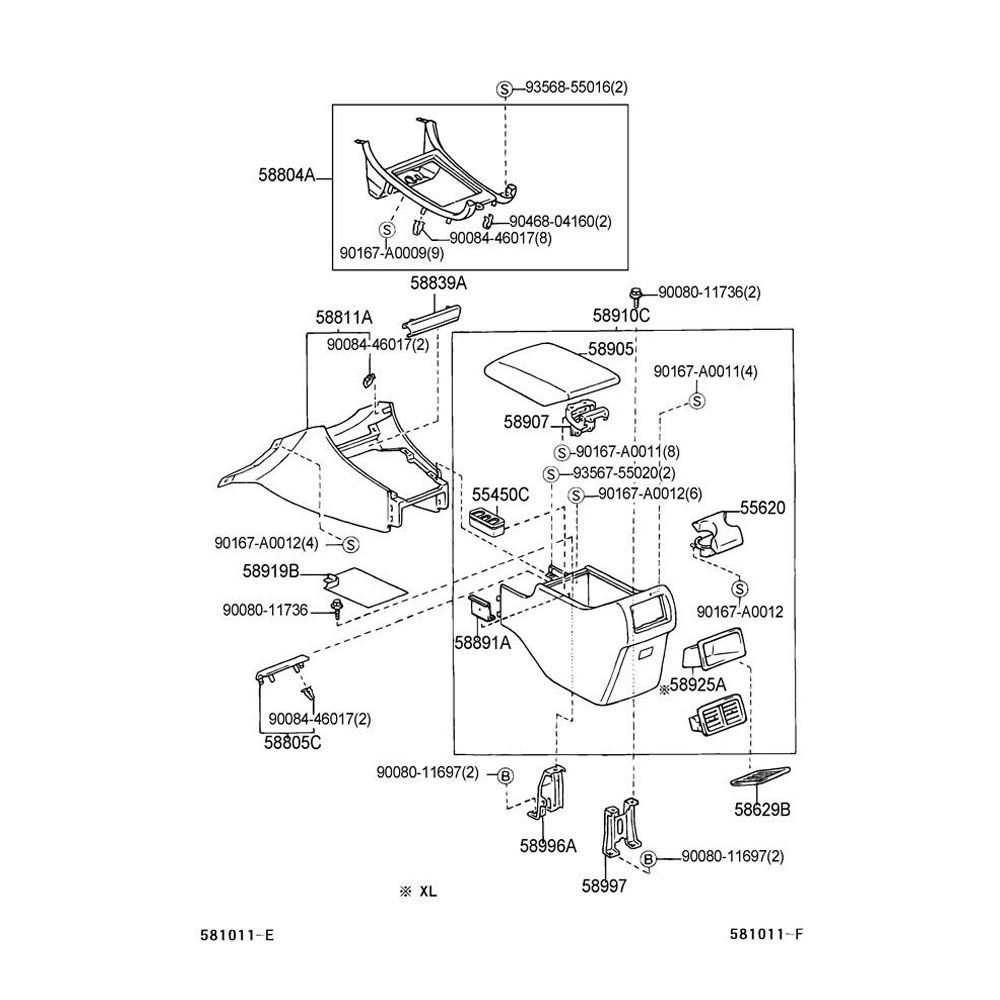 S 93568-55016(2)
58804A
90468-04160(2)
S
90084-46017(8)
90167-A0009(9)
58839A
90080-11736(2)
58811A
58910C
90084-46017(2)
58905
90167-A0011(4)
S
58907
S 90167-A0011(8)
S 93567-55020(2)
55450C
S 90167-A0012(6)
55620
90167-A0012(4) S
58919B
S
90080-11736
90167-A0012
58891A
※ 58925A
90084-46017(2)
58805C
90080-11697(2) B
58629B
58996A
B 90080-11697(2)
58997
※ XL
581011-E
581011-F